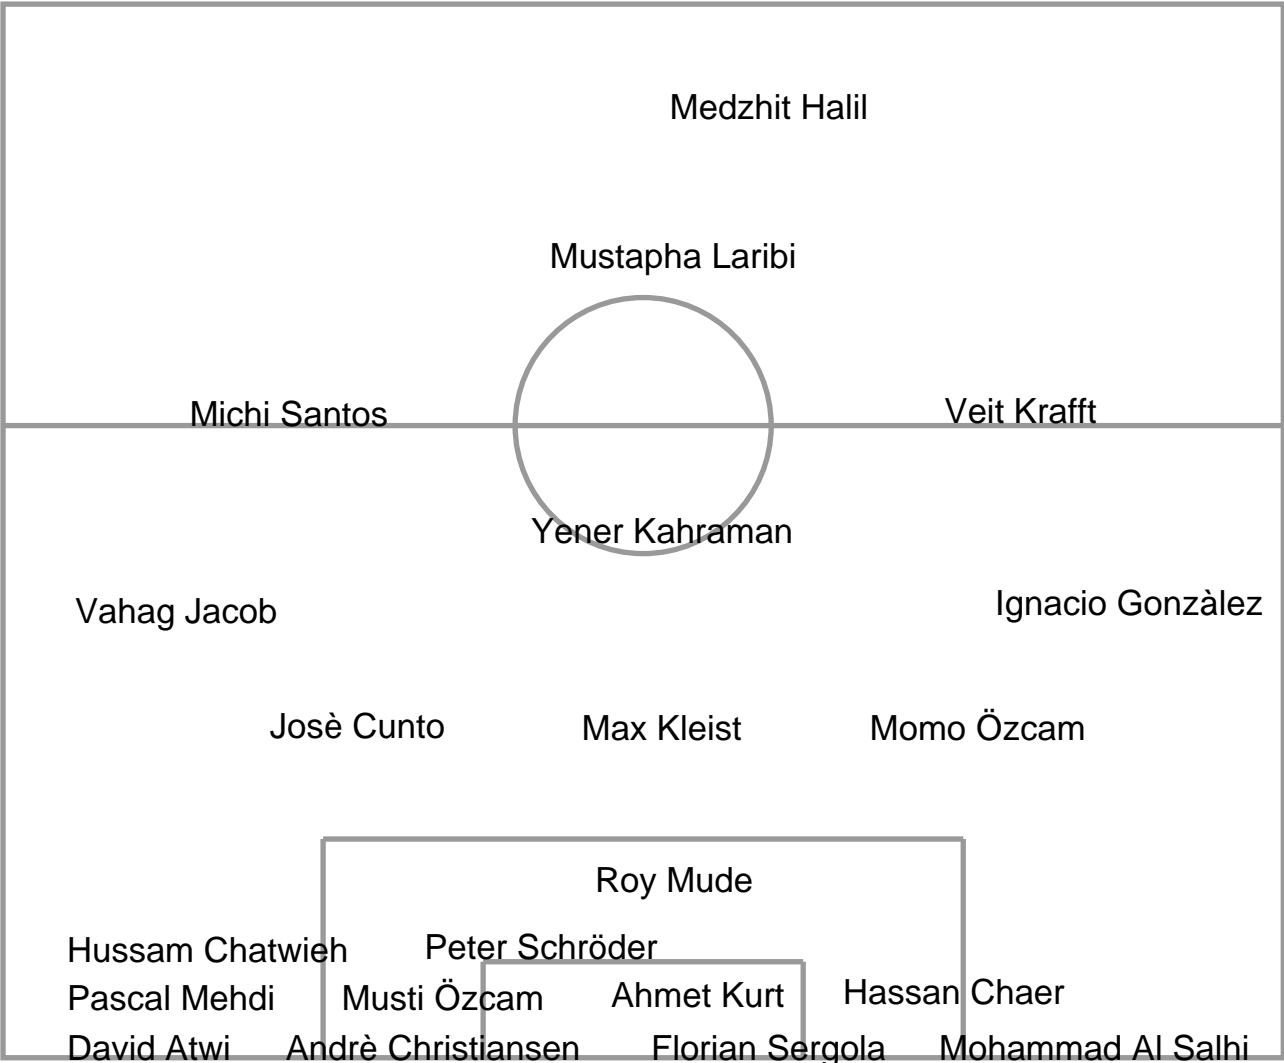 Medzhit Halil
Mustapha Laribi
Michi Santos
Veit Krafft
Yener Kahraman
Vahag Jacob
Ignacio Gonzàlez
Josè Cunto
Max Kleist
Momo Özcam
Roy Mude
Hussam Chatwieh
Peter Schröder
Pascal Mehdi
Musti Özcam
Ahmet Kurt
Hassan Chaer
David Atwi
Andrè Christiansen
Florian Sergola
Mohammad Al Salhi